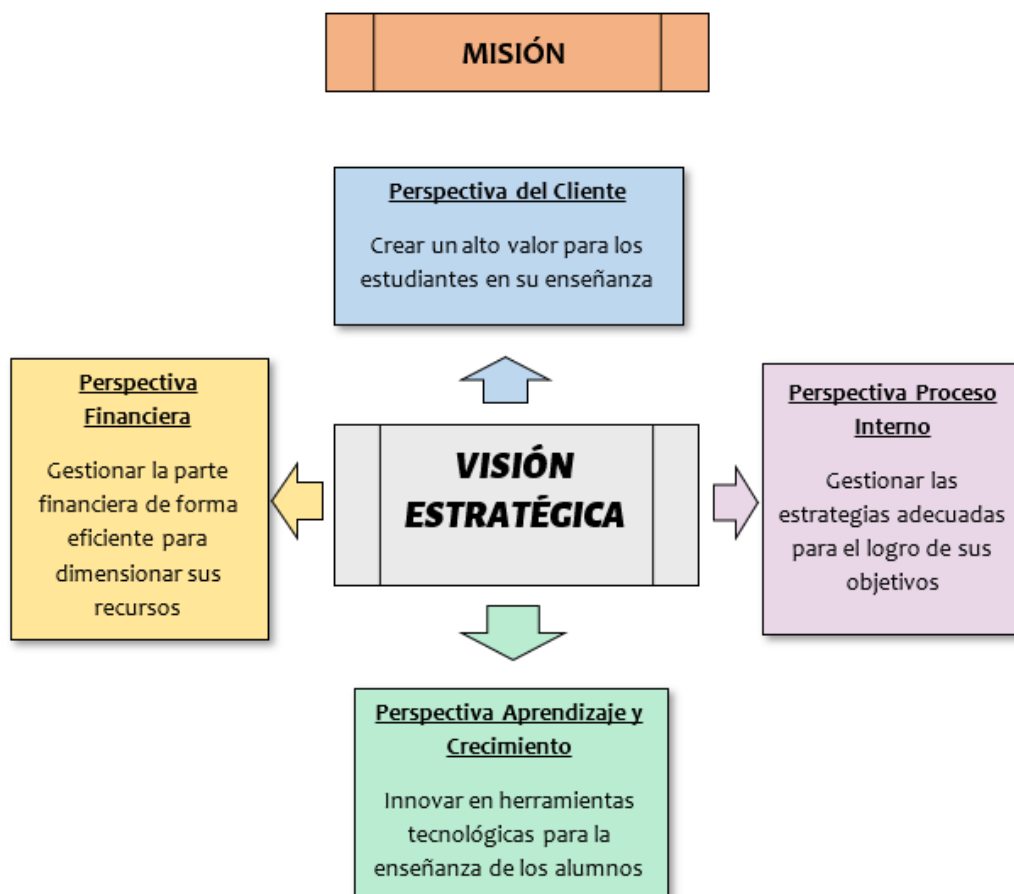 MISIÓN
Perspectiva del Cliente
Crear un alto valor para los
estudiantes en su enseñanza
Perspectiva
Financiera
Gestionar la parte
financiera de forma
eficiente para
dimensionar sus
recursos
VISIÓN
ESTRATÉGICA
Perspectiva Proceso
Interno
Gestionar las
estrategias adecuadas
para el logro de sus
objetivos
Perspectiva Aprendizaje y
Crecimiento
Innovar en herramientas
tecnológicas para la
enseñanza de los alumnos